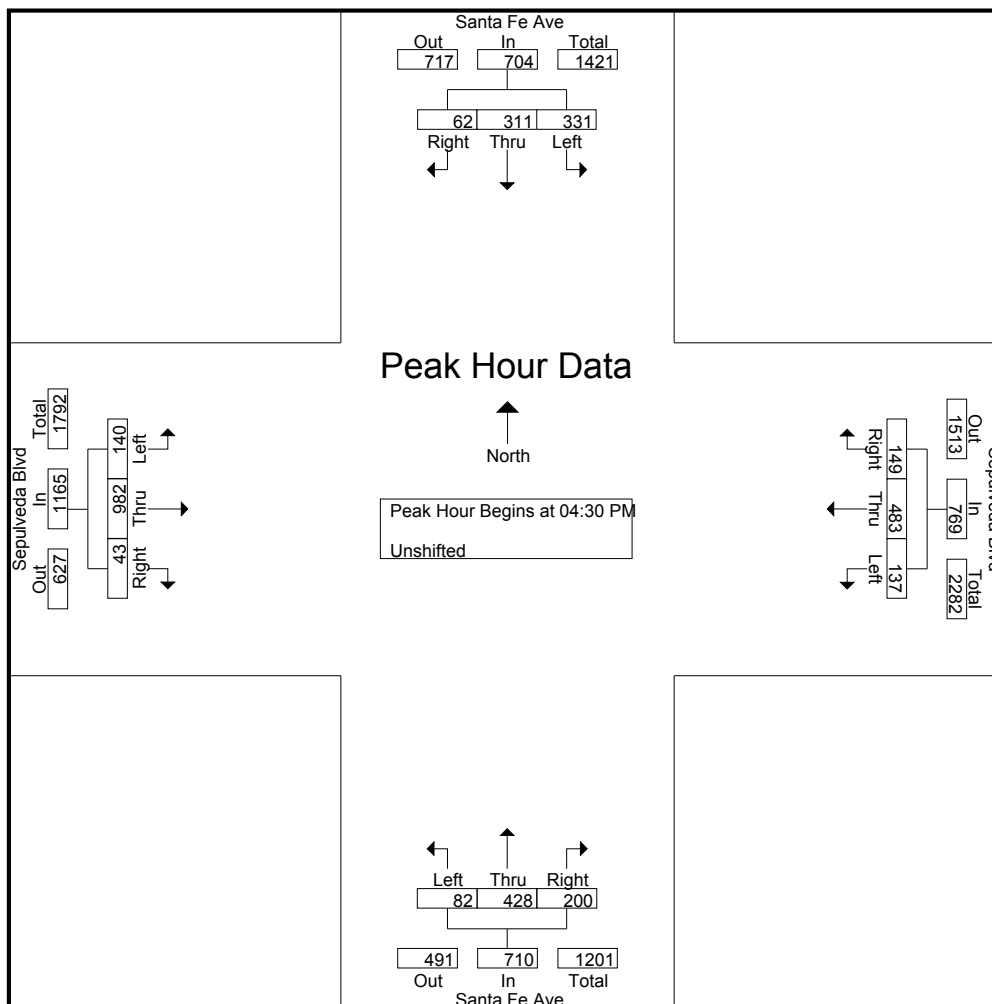 Santa Fe Ave
Out In Total
717 704 1421
62 311 331
Right Thru Left
Peak Hour Data
North
Peak Hour Begins at 04:30 PM
Unshifted
Sepulveda Blvd
Total In Out
1792 1165 627
140 982 43
Left Thru Right
Right Thru Left
149 483 137
Out In Total
1513 769 2282
Sepulveda Blvd
Left Thru Right
82 428 200
491 710 1201
Out In Total
Santa Fe Ave